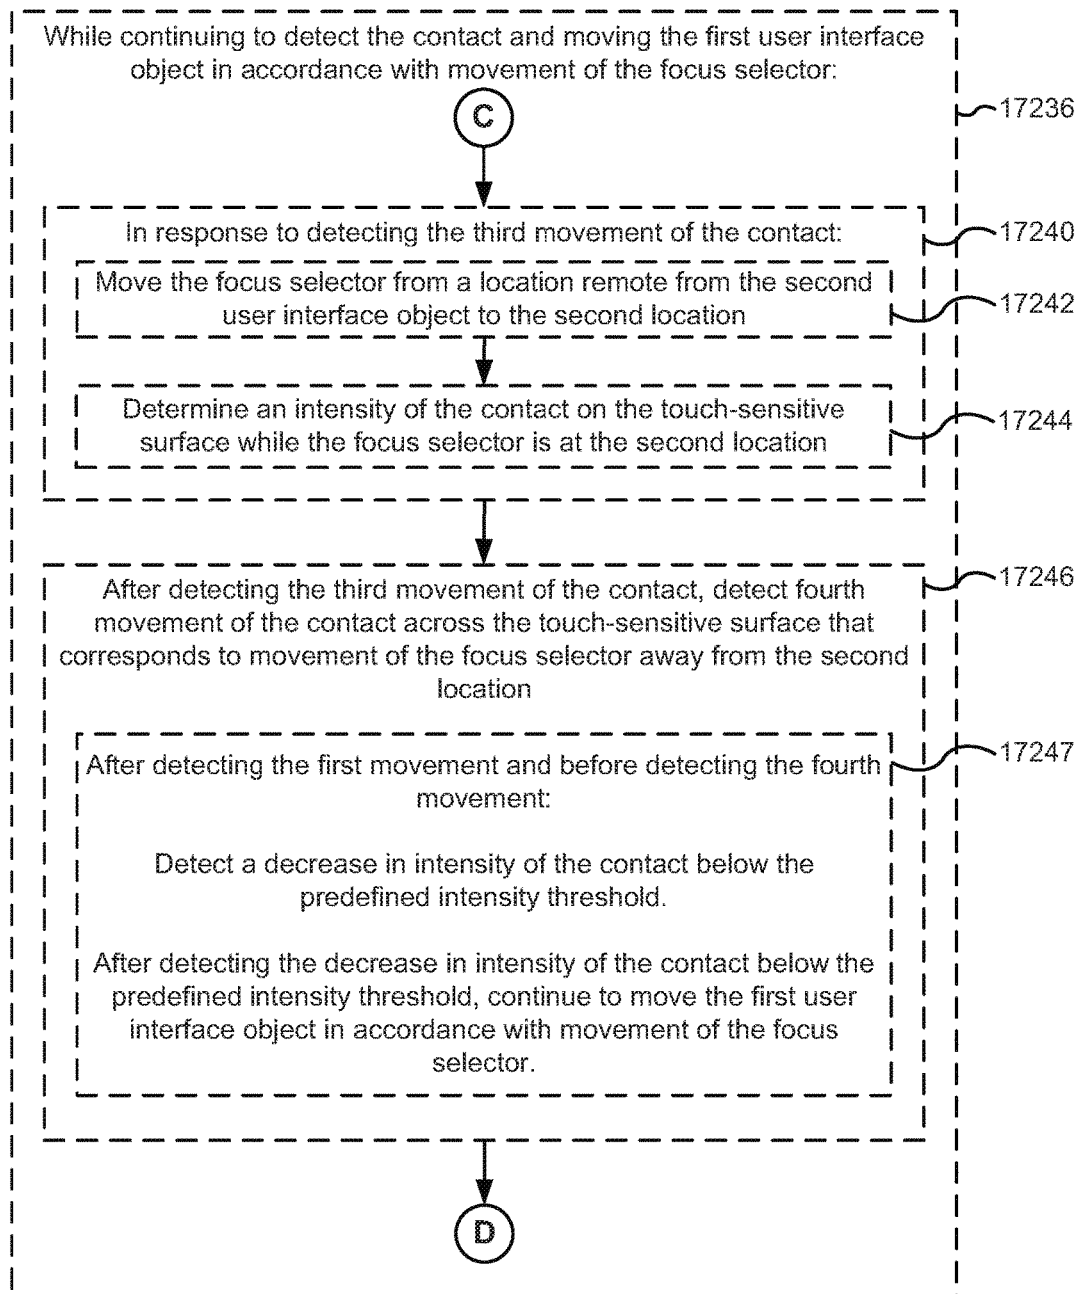 While continuing to detect the contact and moving the first user interface
object in accordance with movement of the focus selector:
17236
C
In response to detecting the third movement of the contact:
17240
Move the focus selector from a location remote from the second
user interface object to the second location
17242
Determine an intensity of the contact on the touch-sensitive
surface while the focus selector is at the second location
17244
After detecting the third movement of the contact, detect fourth
movement of the contact across the touch-sensitive surface that
corresponds to movement of the focus selector away from the second
location
17246
After detecting the first movement and before detecting the fourth
movement:
17247
Detect a decrease in intensity of the contact below the
predefined intensity threshold.
After detecting the decrease in intensity of the contact below the
predefined intensity threshold, continue to move the first user
interface object in accordance with movement of the focus
selector.
D